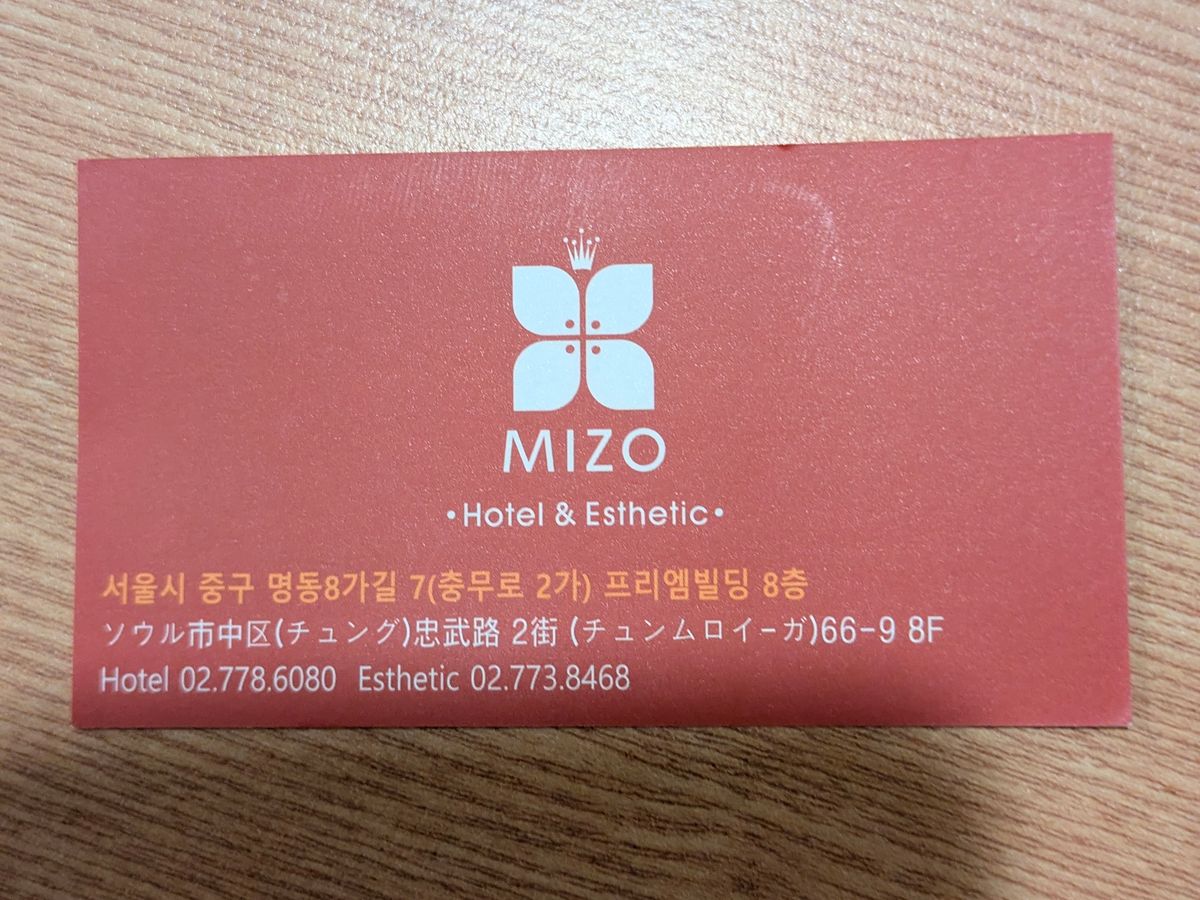 MIZO
•Hotel & Esthetic•
서울시 중구 명동8가길 7(충무로 2가) 프리엠빌딩 8층
ソウル市中区(チュング)忠武路 2街 (チュンムロイ-ガ)66-9 8F
Hotel 02.778.6080 Esthetic 02.773.8468